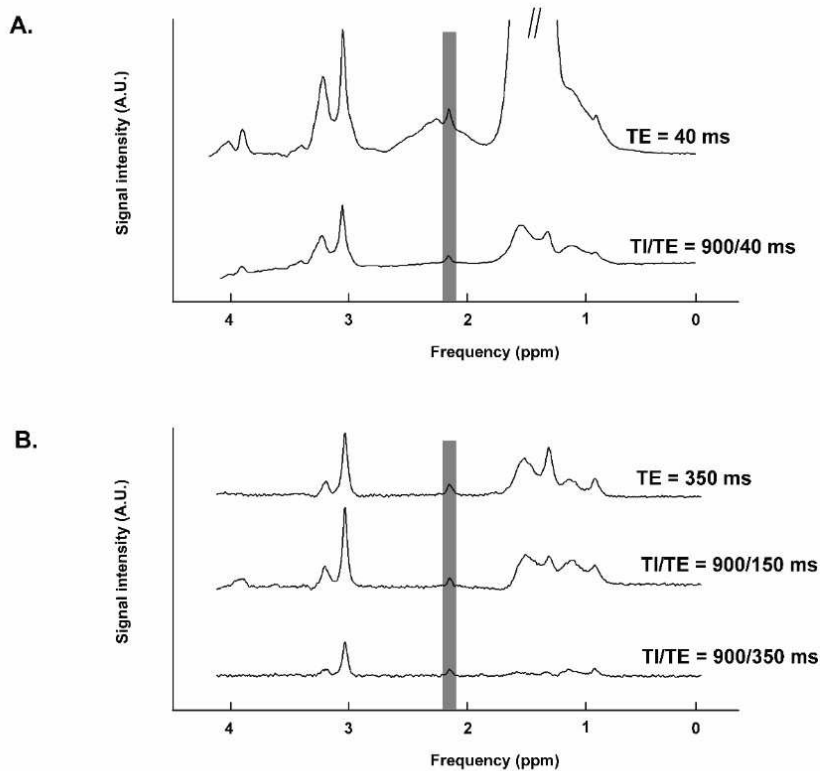 A.
Signal intensity (A.U.)
TE = 40 ms
TI/TE = 900/40 ms
4 3 2 1 0
Frequency (ppm)
B.
Signal intensity (A.U.)
TE = 350 ms
TI/TE = 900/150 ms
TI/TE = 900/350 ms
4 3 2 1 0
Frequency (ppm)